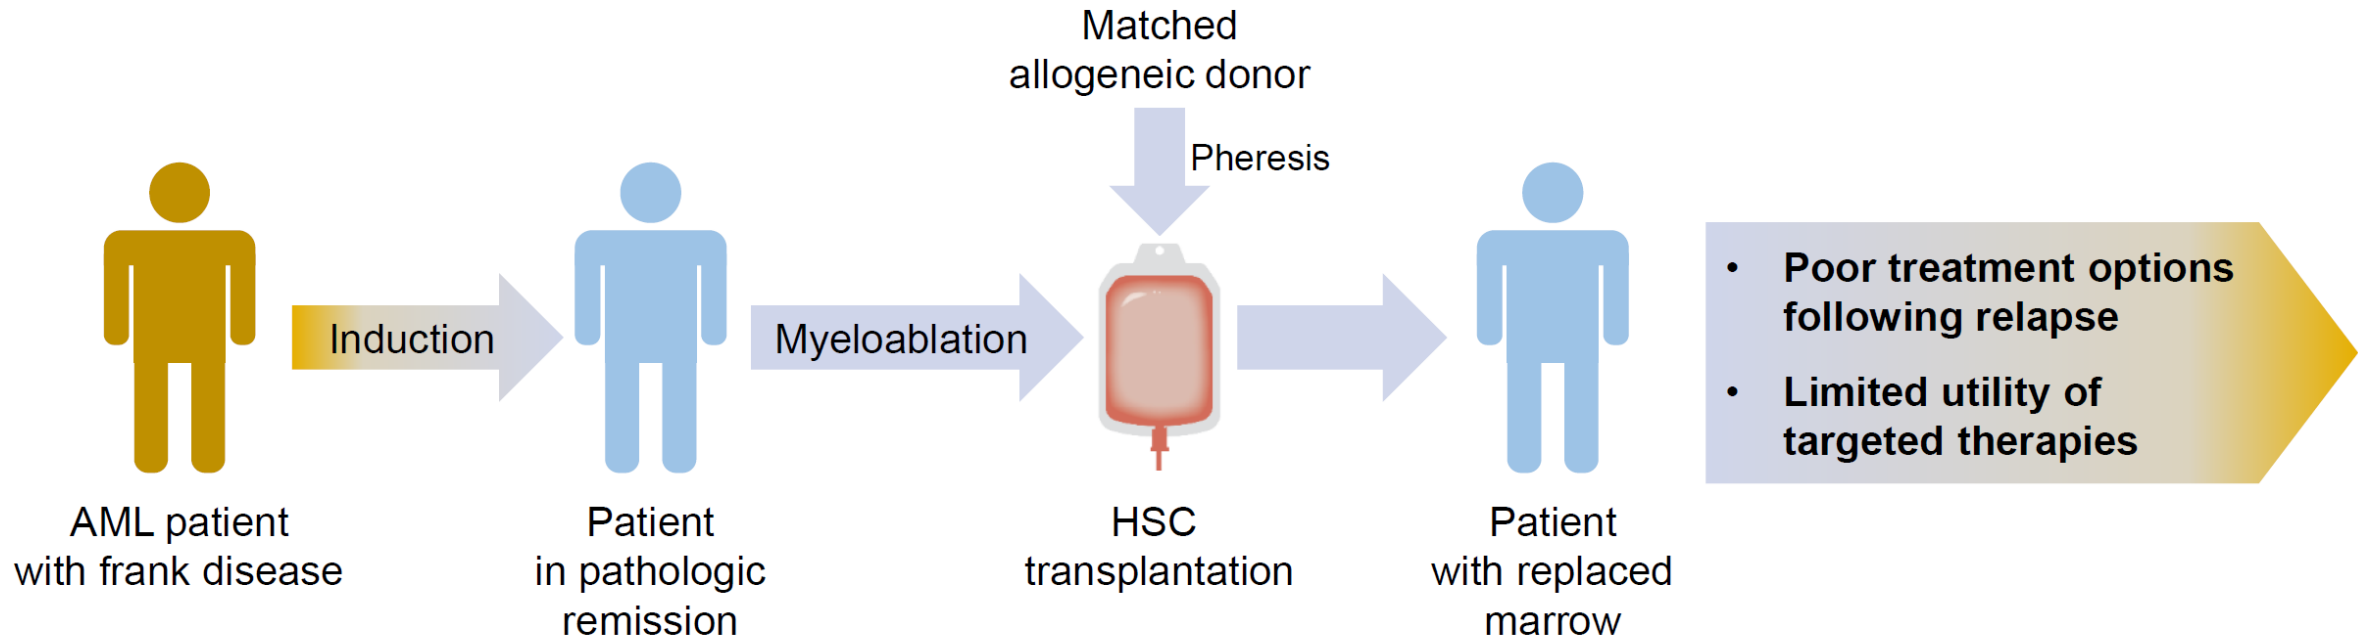 Matched
allogeneic donor
Pheresis
Induction
Myeloablation
AML patient
with frank disease
Patient
in pathologic
remission
HSC
transplantation
Patient
with replaced
marrow
• Poor treatment options
following relapse
• Limited utility of
targeted therapies